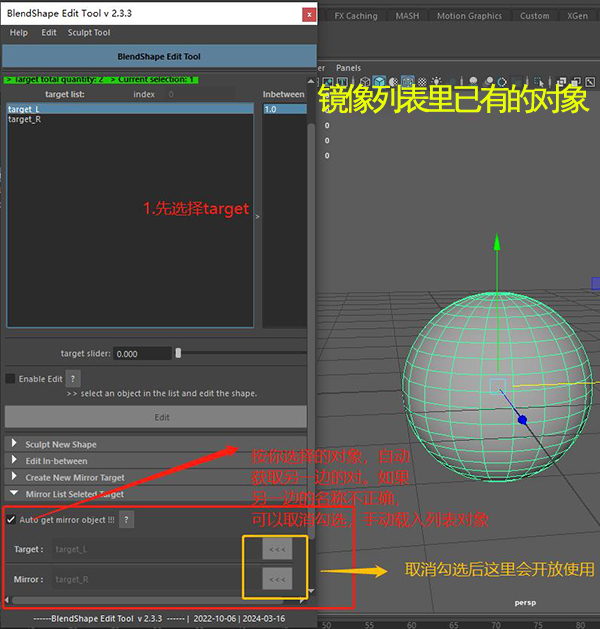 BlendShape Edit Tool v 2.3.3
Help Edit Sculpt Tool
BlendShape Edit Tool
> Target total quantity: 2 > Current selection: 1
target list: index 0 Inbetween
target_L 1.0
target_R
1.先选择target
>
target slider: 0.000
Enable Edit ?
>> select an object in the list and edit the shape.
Edit
Sculpt New Shape
Edit In-between
Create New Mirror Target
Mirror List Seleted Target
按你选择的对象，自动
获取另一边的对，如果
另一边的名称不正确，
可以取消勾选，手动载入列表对象
Auto get mirror object !!! ?
Target : target_L <<<
Mirror : target_R <<<
取消勾选后这里会开放使用
------BlendShape Edit Tool v 2.3.3 ------ | 2022-10-06 | 2024-03-16
FX Caching MASH Motion Graphics Custom XGen
Panels
镜像列表里已有的对象
0
0
0
persp
50 55 60 65 70 75 80